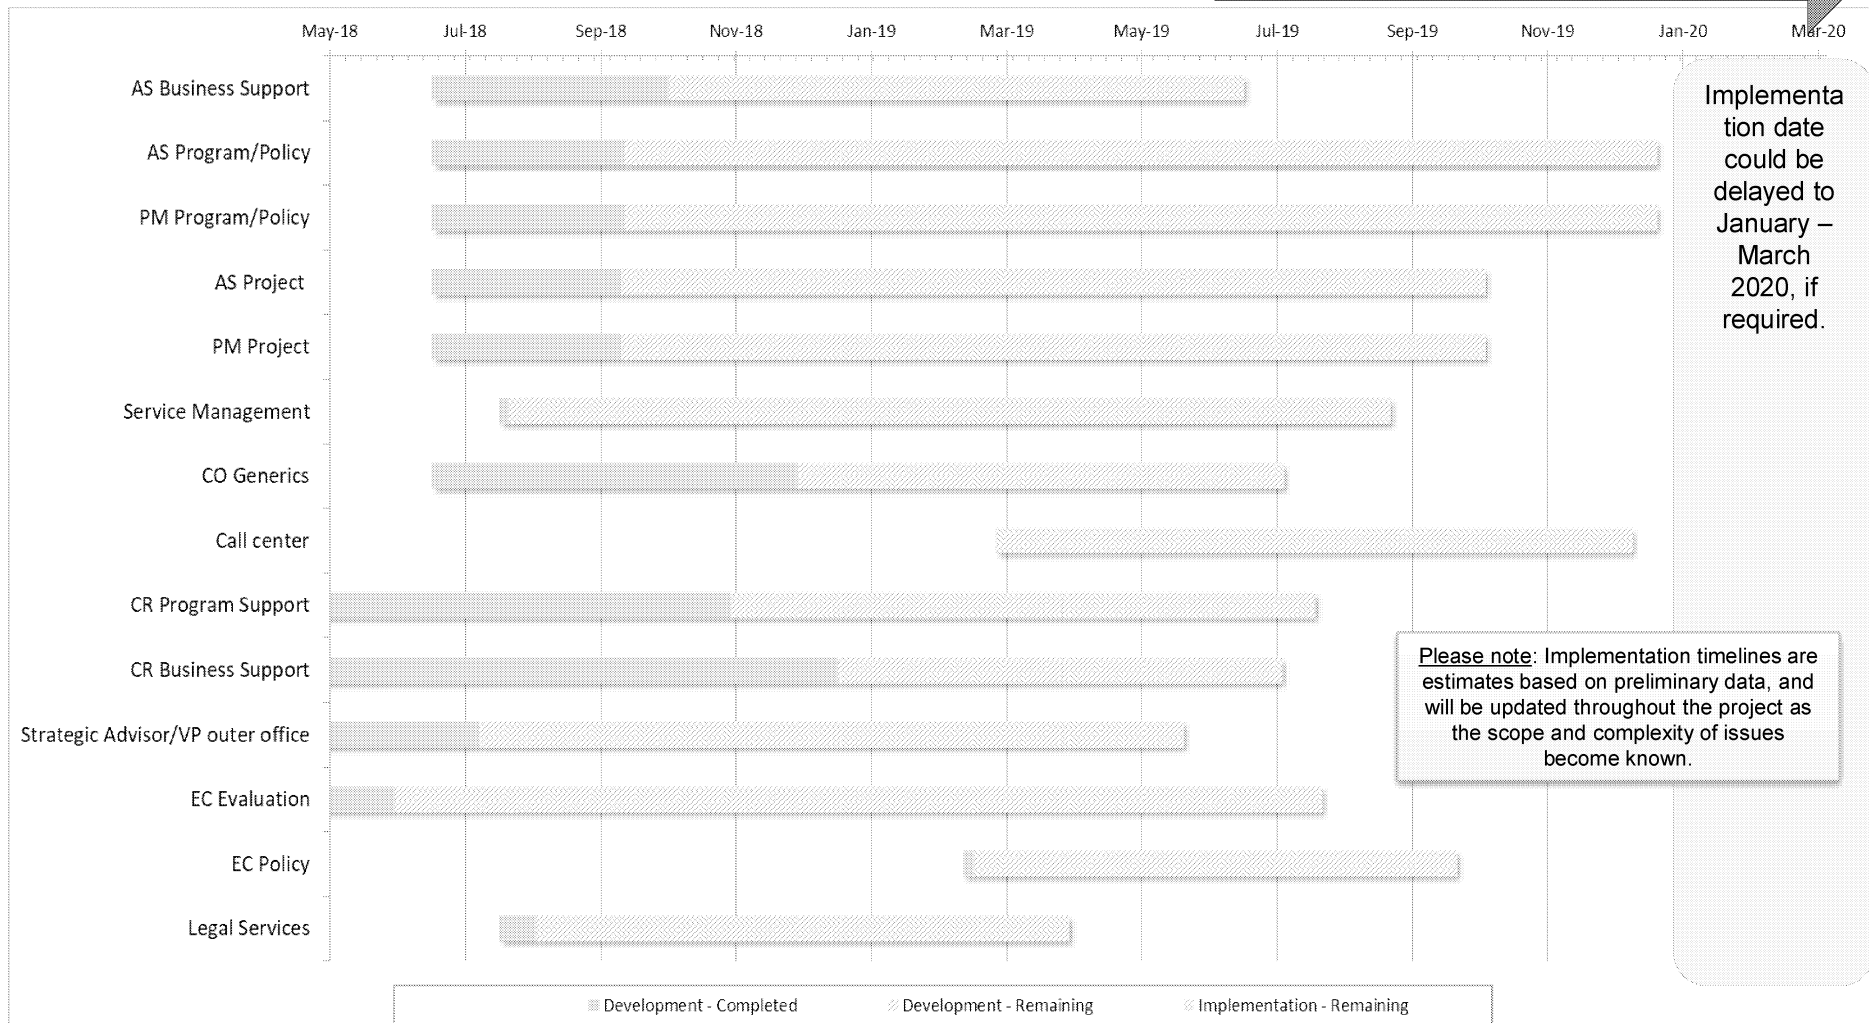 May-18 Jul-18 Sep-18 Nov-18 Jan-19 Mar-19 May-19 Jul-19 Sep-19 Nov-19 Jan-20 Mar-20
AS Business Support
AS Program/Policy
PM Program/Policy
AS Project
PM Project
Service Management
CO Generics
Call center
CR Program Support
CR Business Support
Strategic Advisor/VP outer office
EC Evaluation
EC Policy
Legal Services
Implementa
tion date
could be
delayed to
January –
March
2020, if
required.
Please note: Implementation timelines are
estimates based on preliminary data, and
will be updated throughout the project as
the scope and complexity of issues
become known.
Development - Completed Development - Remaining Implementation - Remaining